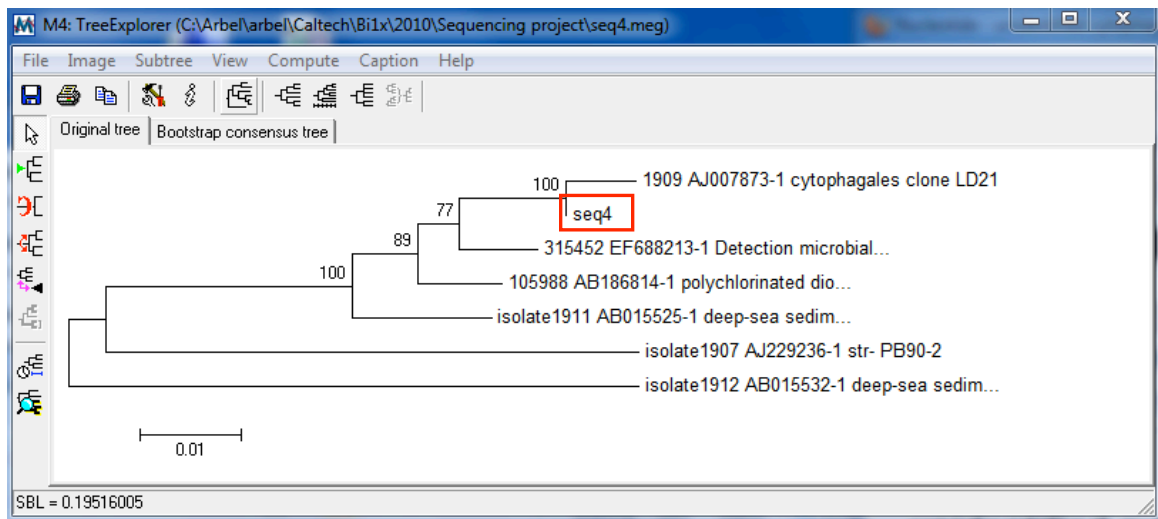 M4: TreeExplorer (C:\Arbel\arbel\Caltech\Bi1x\2010\Sequencing project\seq4.meg)
File Image Subtree View Compute Caption Help
Original tree Bootstrap consensus tree
100 1909 AJ007873-1 cytophagales clone LD21
77 seq4
89 315452 EF688213-1 Detection microbial...
100 105988 AB186814-1 polychlorinated dio...
isolate1911 AB015525-1 deep-sea sedim...
isolate1907 AJ229236-1 str- PB90-2
isolate1912 AB015532-1 deep-sea sedim...
0.01
SBL = 0.19516005